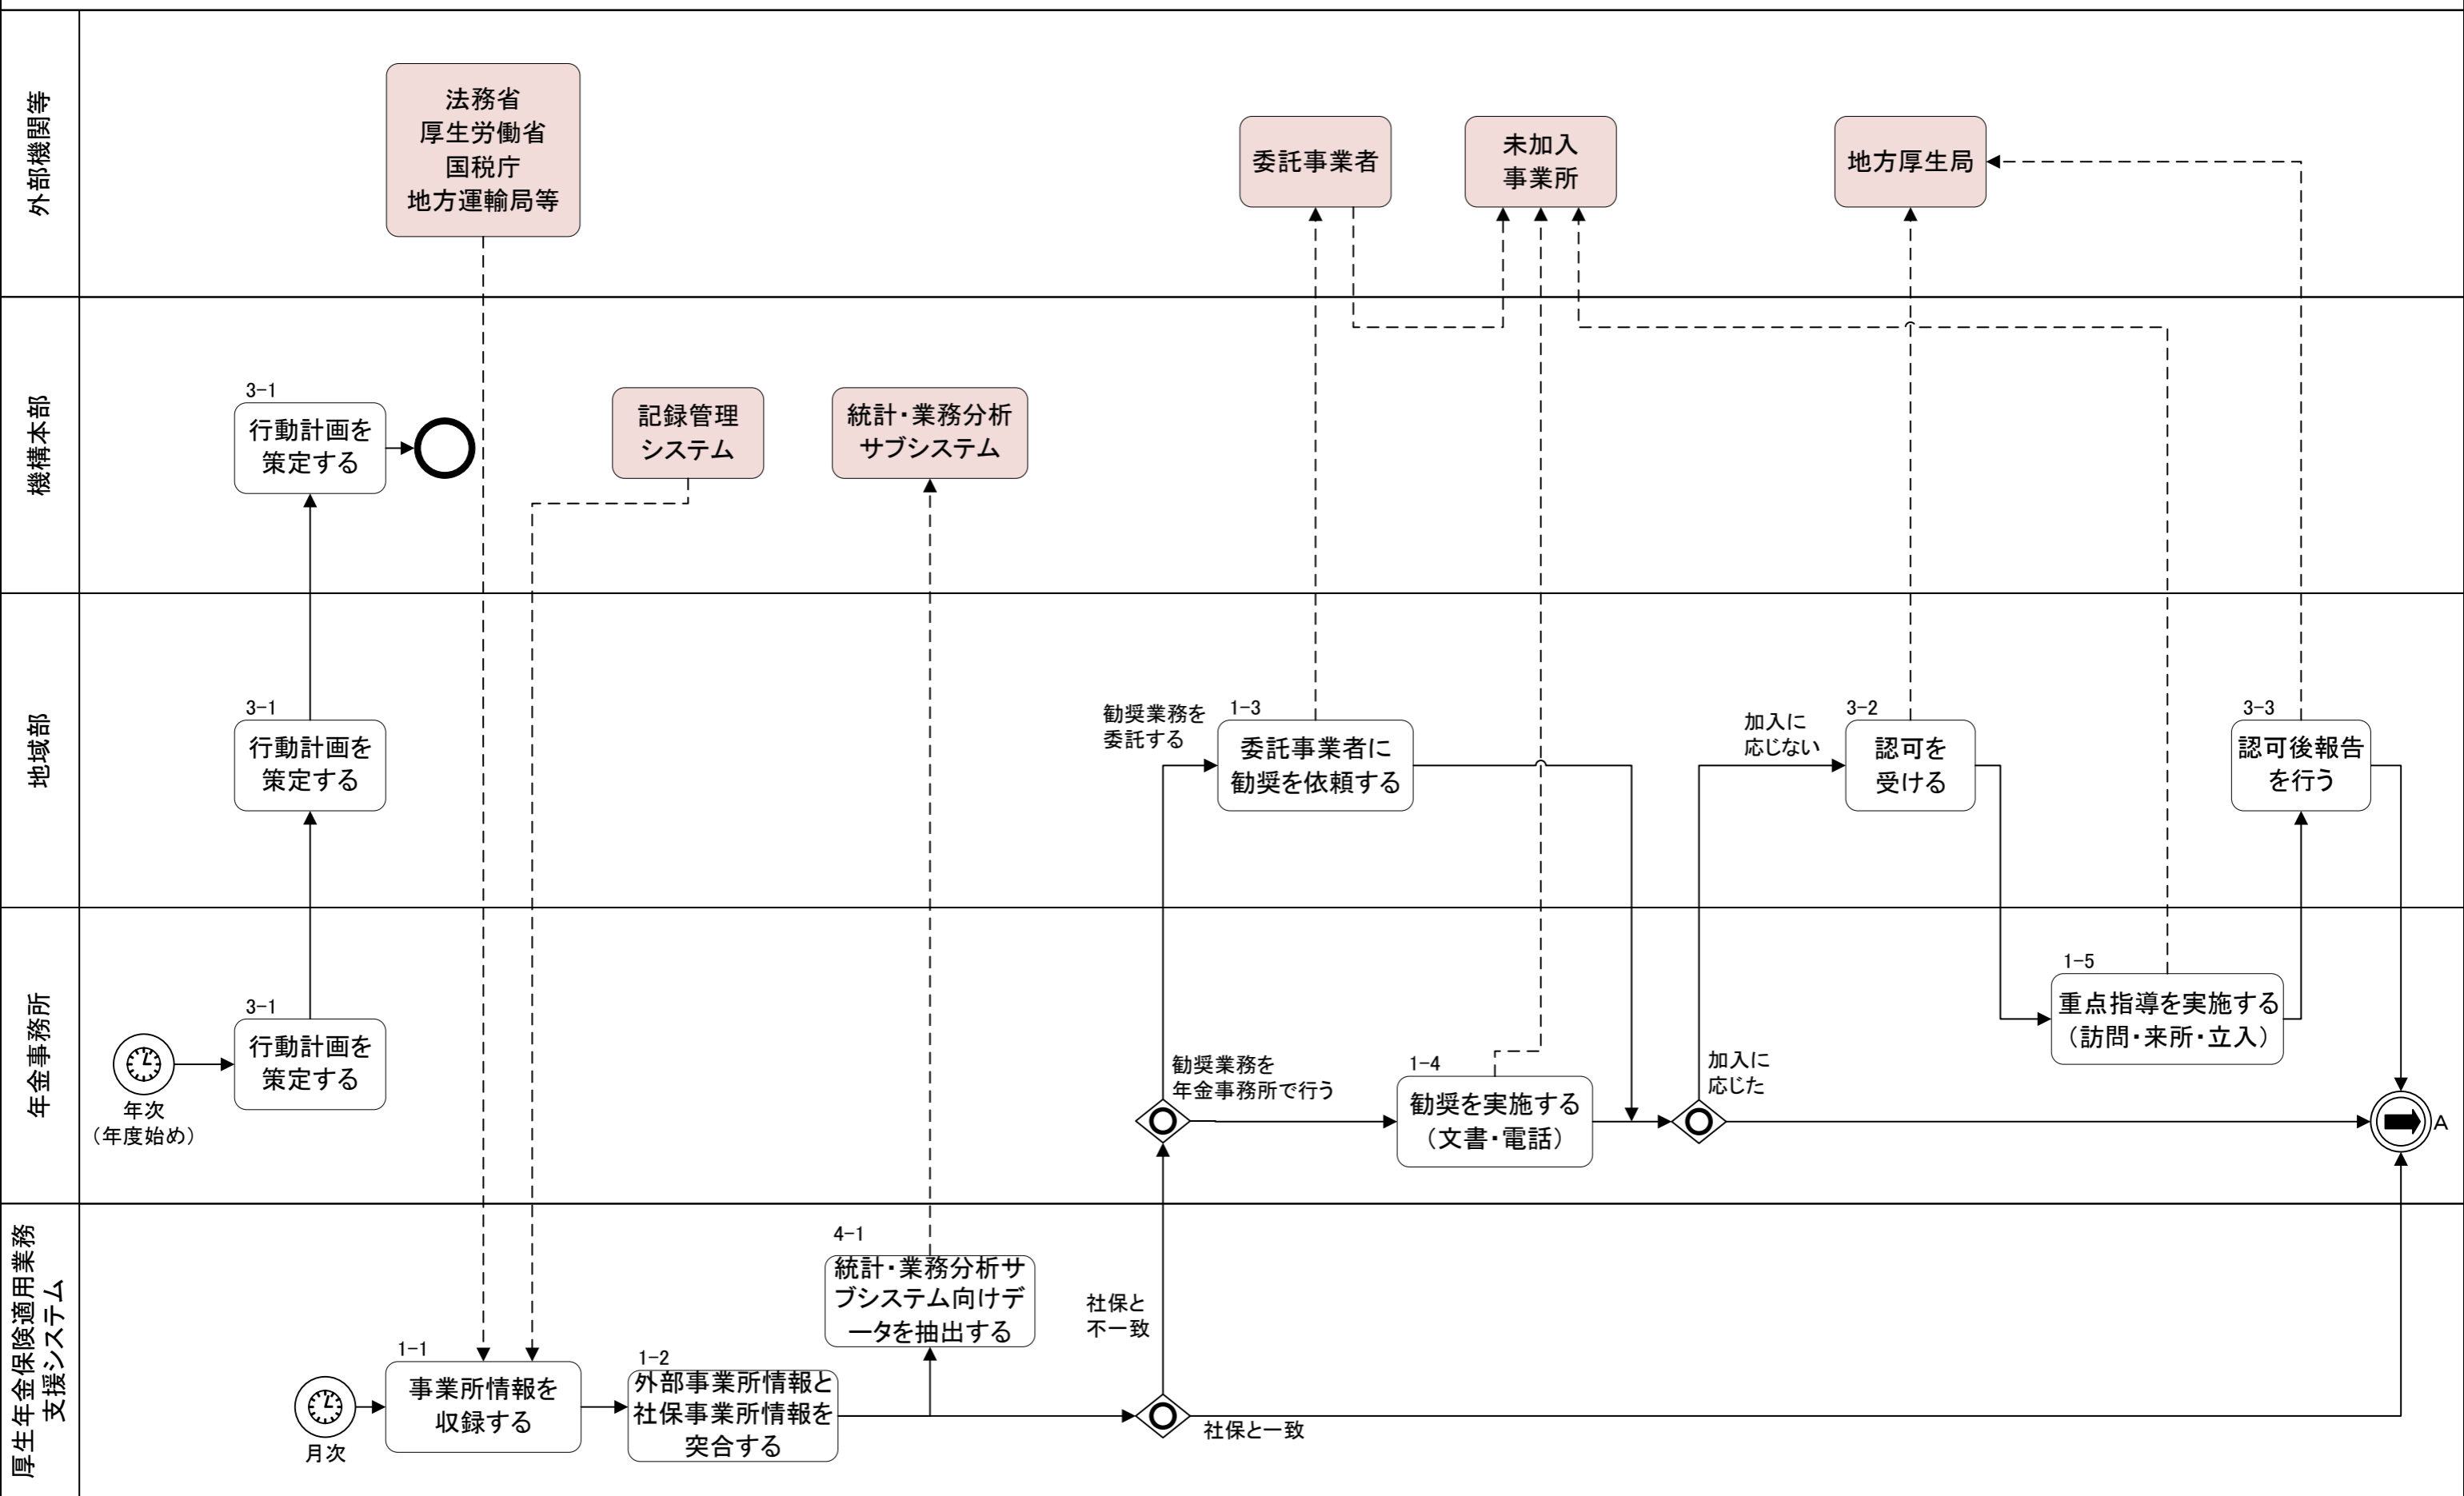 外部機関等
法務省
厚生労働省
国税庁
地方運輸局等
委託事業者
未加入
事業所
地方厚生局
機構本部
3-1
行動計画を
策定する
記録管理
システム
統計・業務分析
サブシステム
地域部
3-1
行動計画を
策定する
勧奨業務を
委託する
1-3
委託事業者に
勧奨を依頼する
加入に
応じない
3-2
認可を
受ける
3-3
認可後報告
を行う
年金事務所
年次
（年度始め）
3-1
行動計画を
策定する
勧奨業務を
年金事務所で行う
1-4
勧奨を実施する
（文書・電話）
加入に
応じた
1-5
重点指導を実施する
（訪問・来所・立入）
A
厚生年金保険適用業務
支援システム
月次
1-1
事業所情報を
収録する
1-2
外部事業所情報と
社保事業所情報を
突合する
4-1
統計・業務分析サ
ブシステム向けデ
ータを抽出する
社保と
不一致
社保と一致